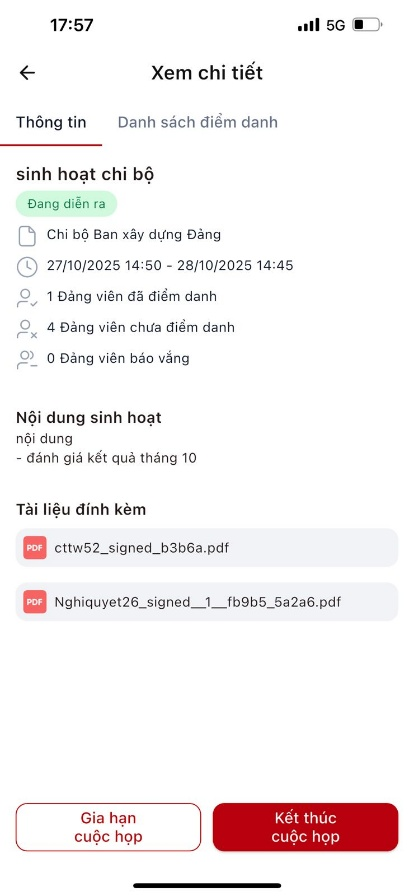 17:57
5G
Xem chi tiết
Thông tin
Danh sách điểm danh
sinh hoạt chi bộ
Đang diễn ra
Chi bộ Ban xây dựng Đảng
27/10/2025 14:50 - 28/10/2025 14:45
1 Đảng viên đã điểm danh
4 Đảng viên chưa điểm danh
0 Đảng viên báo vắng
Nội dung sinh hoạt
nội dung
- đánh giá kết quả tháng 10
Tài liệu đính kèm
PDF cttw52_signed_b3b6a.pdf
PDF Nghiquyet26_signed__1__fb9b5_5a2a6.pdf
Gia hạn
cuộc họp
Kết thúc
cuộc họp